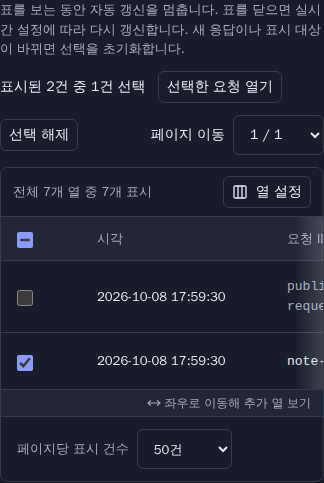 표를 보는 동안 자동 갱신을 멈춥니다. 표를 닫으면 실시
간 설정에 따라 다시 갱신합니다. 새 응답이나 표시 대상
이 바뀌면 선택을 초기화합니다.
표시된 2건 중 1건 선택 선택한 요청 열기
선택 해제 페이지 이동 1 / 1
전체 7개 열 중 7개 표시 열 설정
시각 요청 ID
2026-10-08 17:59:30 publi
reque
2026-10-08 17:59:30 note-
↔ 좌우로 이동해 추가 열 보기
페이지당 표시 건수 50건